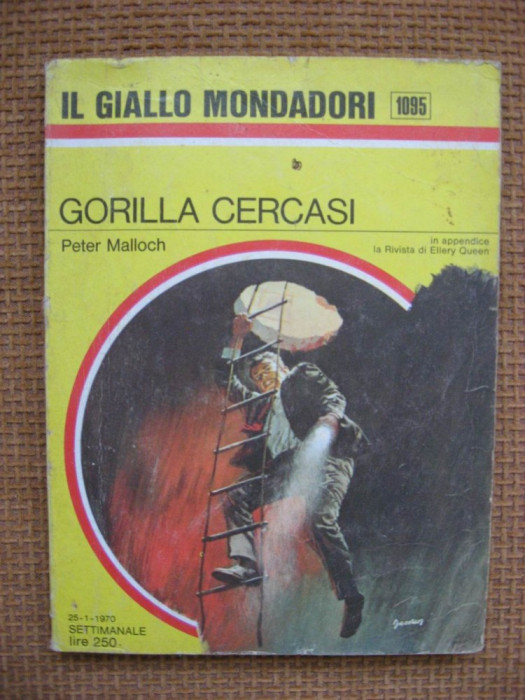 IL GIALLO MONDADORI 1095
GORILLA CERCASI
Peter Malloch
in appendice
la Rivista di Ellery Queen
25-1-1970
SETTIMANALE
lire 250